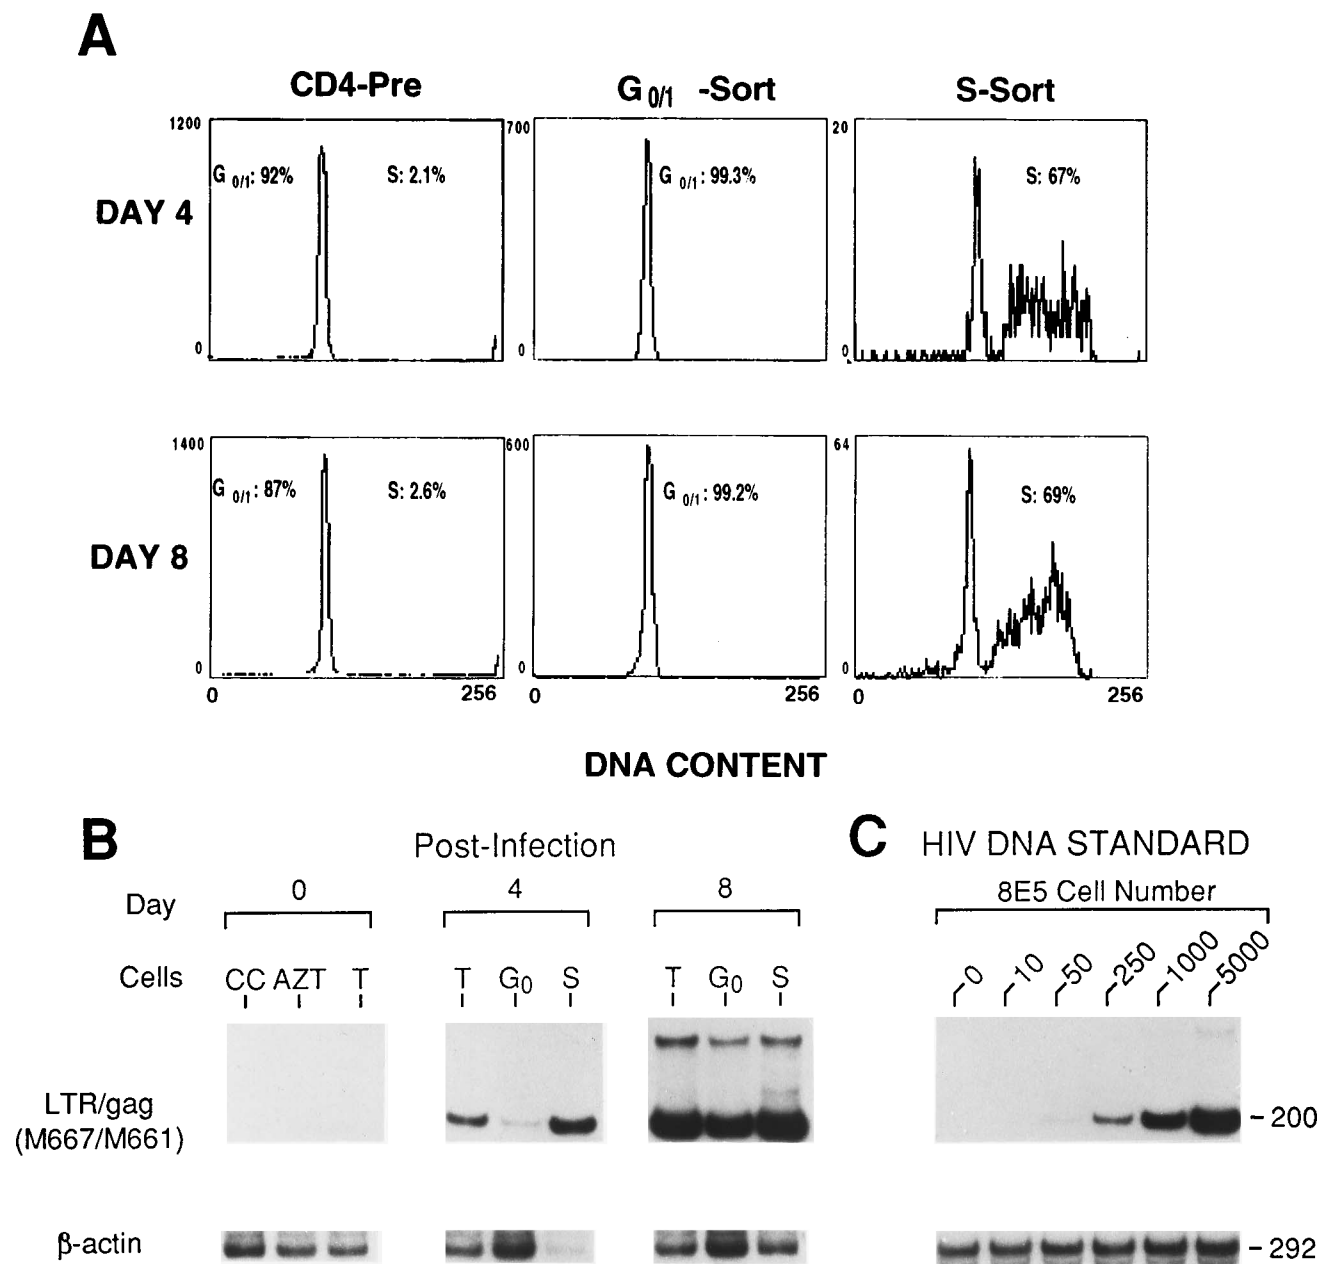 A
CD4-Pre
G 0/1 -Sort
S-Sort
DAY 4
1200
G 0/1: 92%
S: 2.1%
0
700
G 0/1: 99.3%
0
20
S: 67%
0
DAY 8
1400
G 0/1: 87%
S: 2.6%
0
0
256
600
G 0/1: 99.2%
0
0
256
64
S: 69%
0
0
256
DNA CONTENT
B
Post-Infection
Day
0
4
8
Cells
CC AZT T
T G0 S
T G0 S
LTR/gag
(M667/M661)
β-actin
C
HIV DNA STANDARD
8E5 Cell Number
0
10
50
250
1000
5000
- 200
- 292